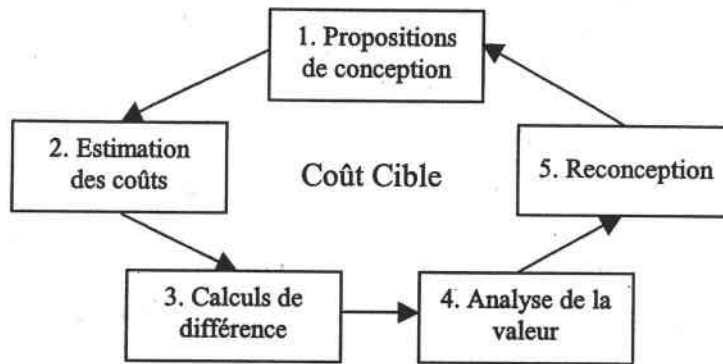 1. Propositions
de conception
2. Estimation
des coûts
Coût Cible
5. Reconception
3. Calculs de
différence
4. Analyse de la
valeur